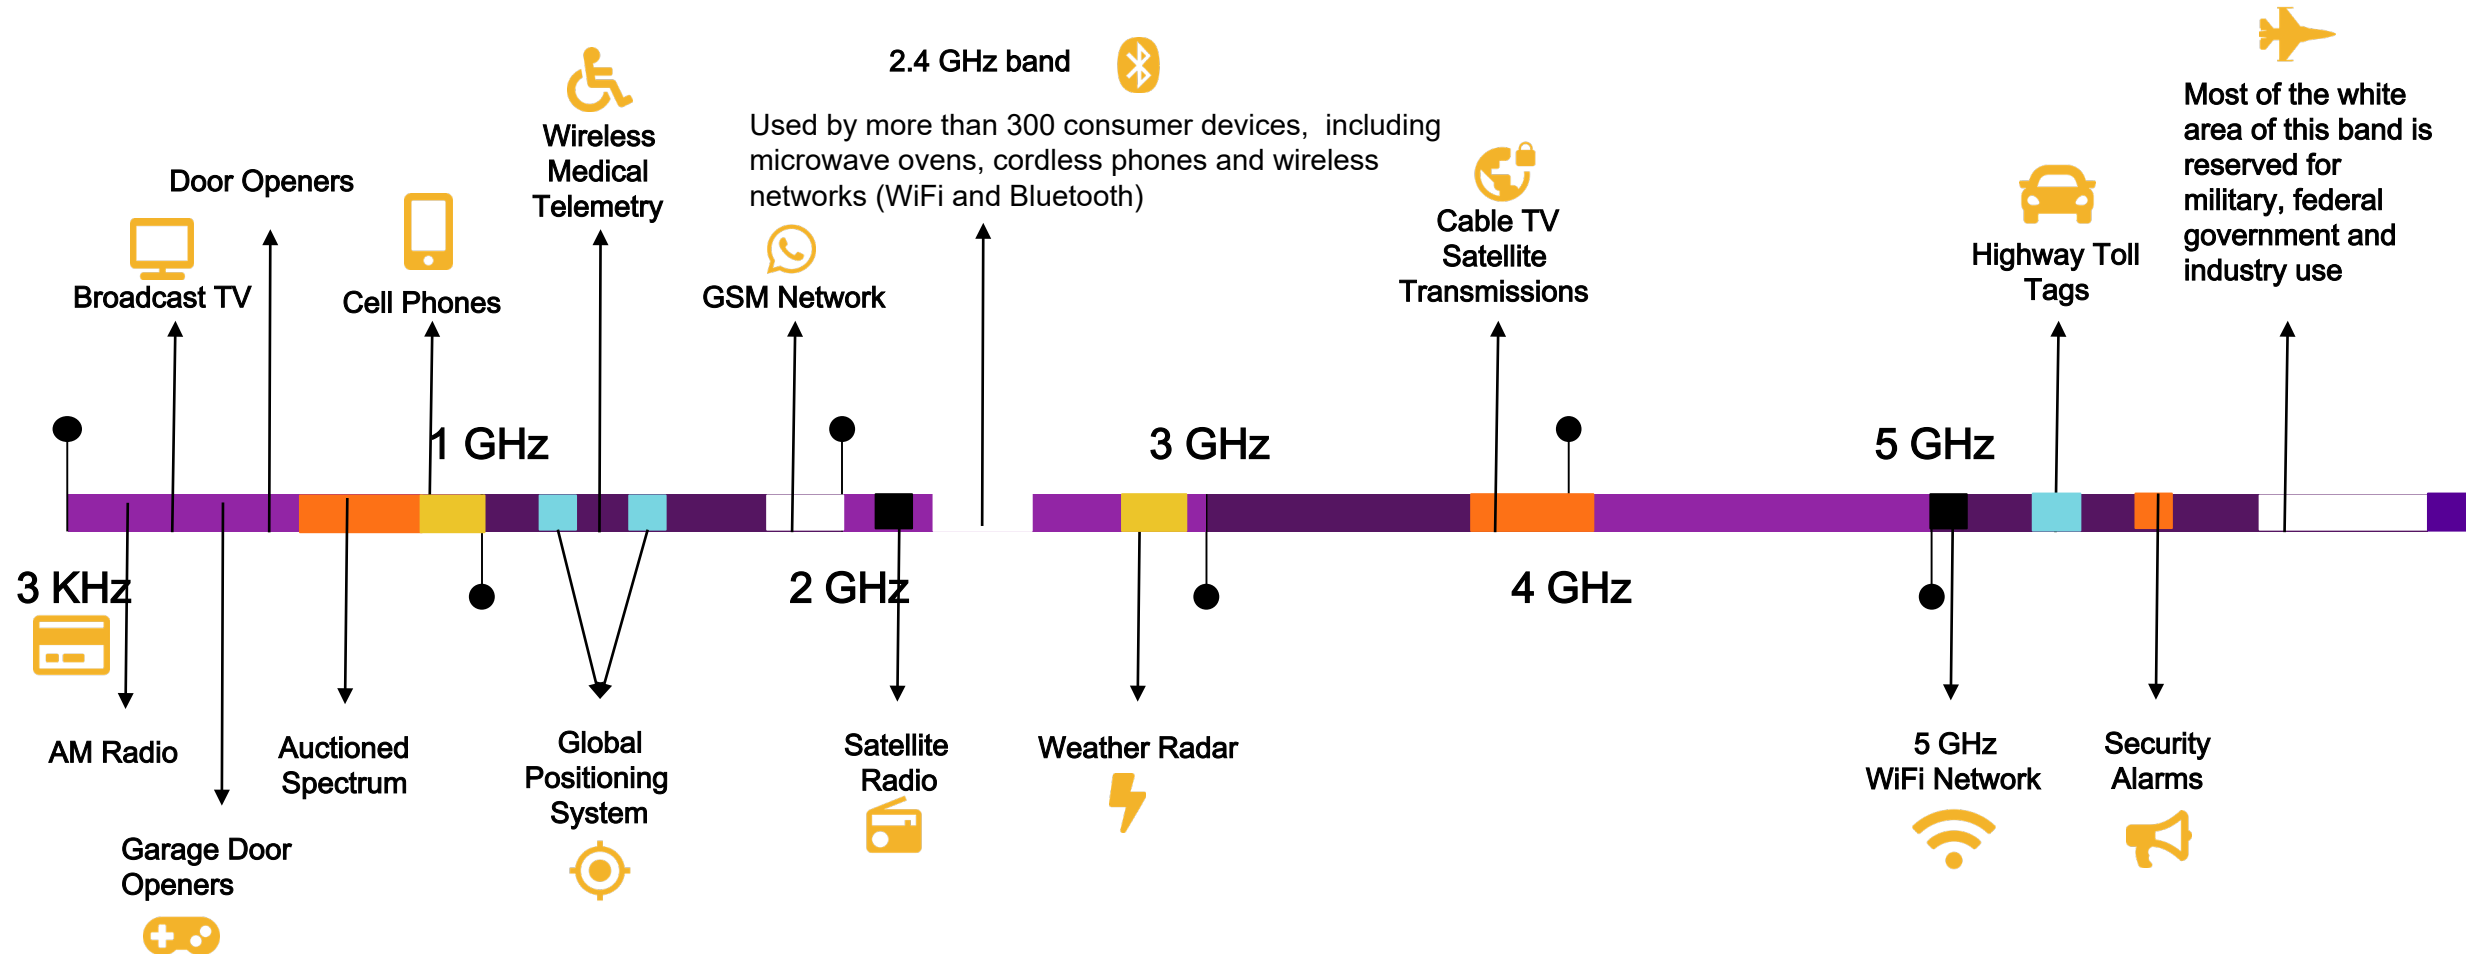 2.4 GHz band
Used by more than 300 consumer devices,  including
microwave ovens, cordless phones and wireless
networks (WiFi and Bluetooth)
Most of the white
area of this band is
reserved for
military, federal
government and
industry use
Wireless
Medical
Telemetry
Door Openers
Broadcast TV
Cell Phones
GSM Network
Cable TV
Satellite
Transmissions
Highway Toll
Tags
1 GHz
3 GHz
5 GHz
3 KHz
2 GHz
4 GHz
AM Radio
Auctioned
Spectrum
Global
Positioning
System
Satellite
Radio
Weather Radar
5 GHz
WiFi Network
Security
Alarms
Garage Door
Openers